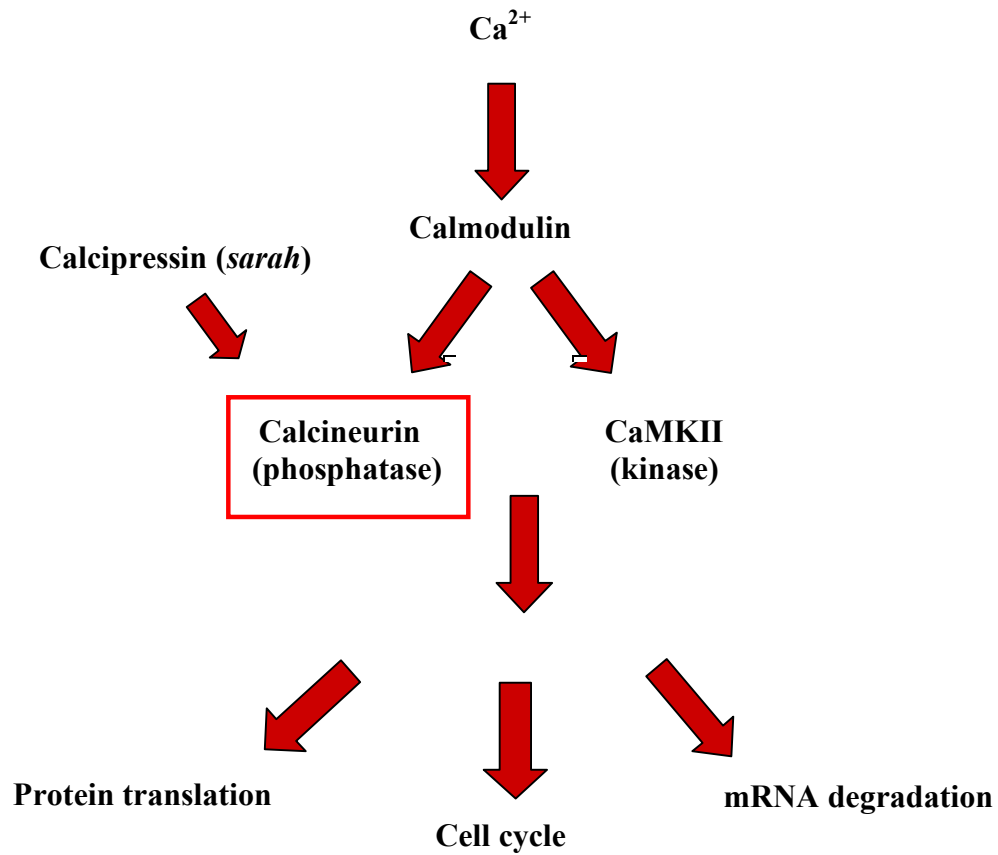 Ca²⁺
Calmodulin
Calcipressin (sarah)
Calcineurin
(phosphatase)
CaMKII
(kinase)
Protein translation
Cell cycle
mRNA degradation